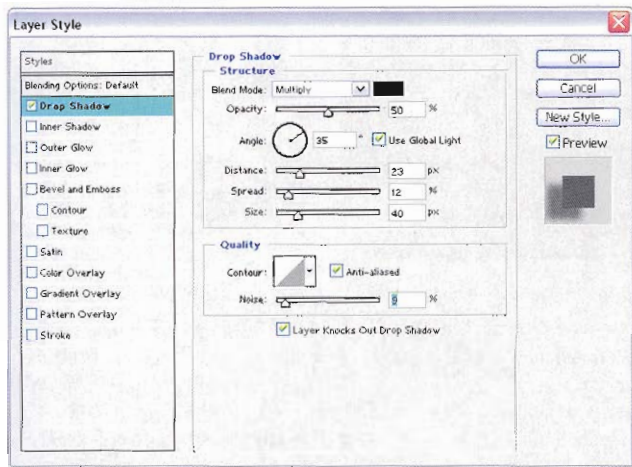 Layer Style
Styles
Blending Options: Default
Drop Shadow
Inner Shadow
Outer Glow
Inner Glow
Bevel and Emboss
Contour
Texture
Satin
Color Overlay
Gradient Overlay
Pattern Overlay
Stroke
Drop Shadow
Structure
Blend Mode: Multiply
Opacity: 50 %
Angle: 35 ° Use Global Light
Distance: 23 px
Spread: 12 %
Size: 40 px
Quality
Contour: Anti-aliased
Noise: 9 %
Layer Knocks Out Drop Shadow
OK
Cancel
New Style...
Preview